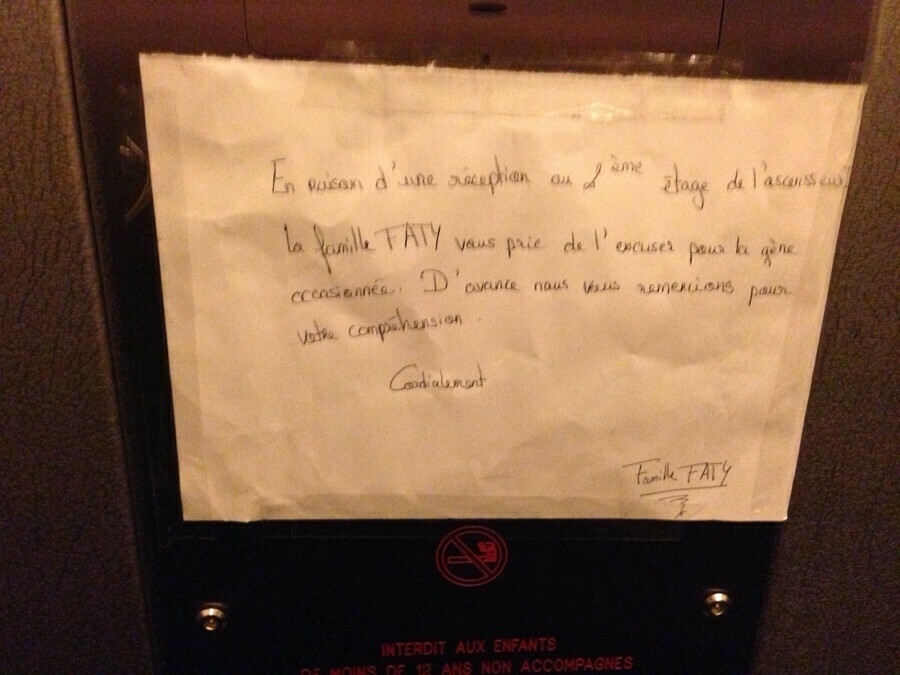 En raison d'une réception au 2ème étage de l'ascenseur
la famille FATY vous prie de l'excuser pour la gène
occasionnée. D'avance nous vous remercions pour
votre compréhension.
Cordialement
Famille FATY
INTERDIT AUX ENFANTS
DE MOINS DE 12 ANS NON ACCOMPAGNES